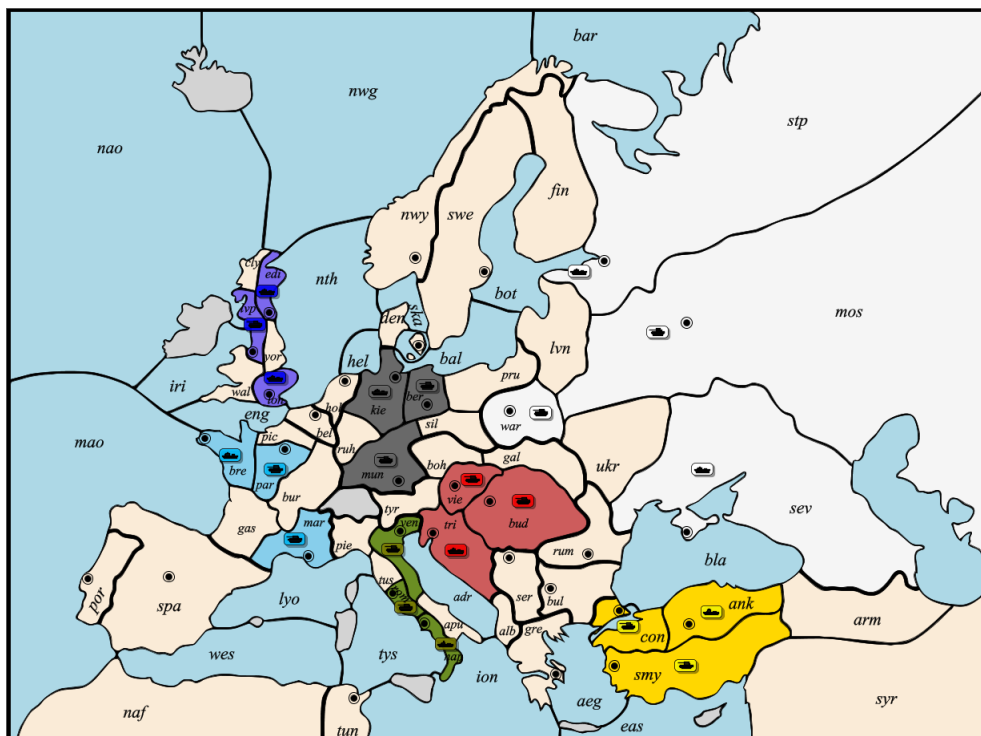 bar
nwg
stp
nao
fin
nwy
swe
cly
edi
nth
bot
mos
lvp
ska
den
lvn
yor
hel
bal
iri
pru
wal
lon
hol
kie
ber
eng
war
mao
pic
bel
sil
ruh
bre
par
mun
boh
gal
ukr
bur
vie
tyr
sev
gas
mar
ven
tri
bud
pie
rum
bla
tus
por
spa
lyo
rom
adr
ser
bul
ank
apu
alb
gre
con
arm
wes
tys
nap
ion
smy
naf
aeg
syr
tun
eas